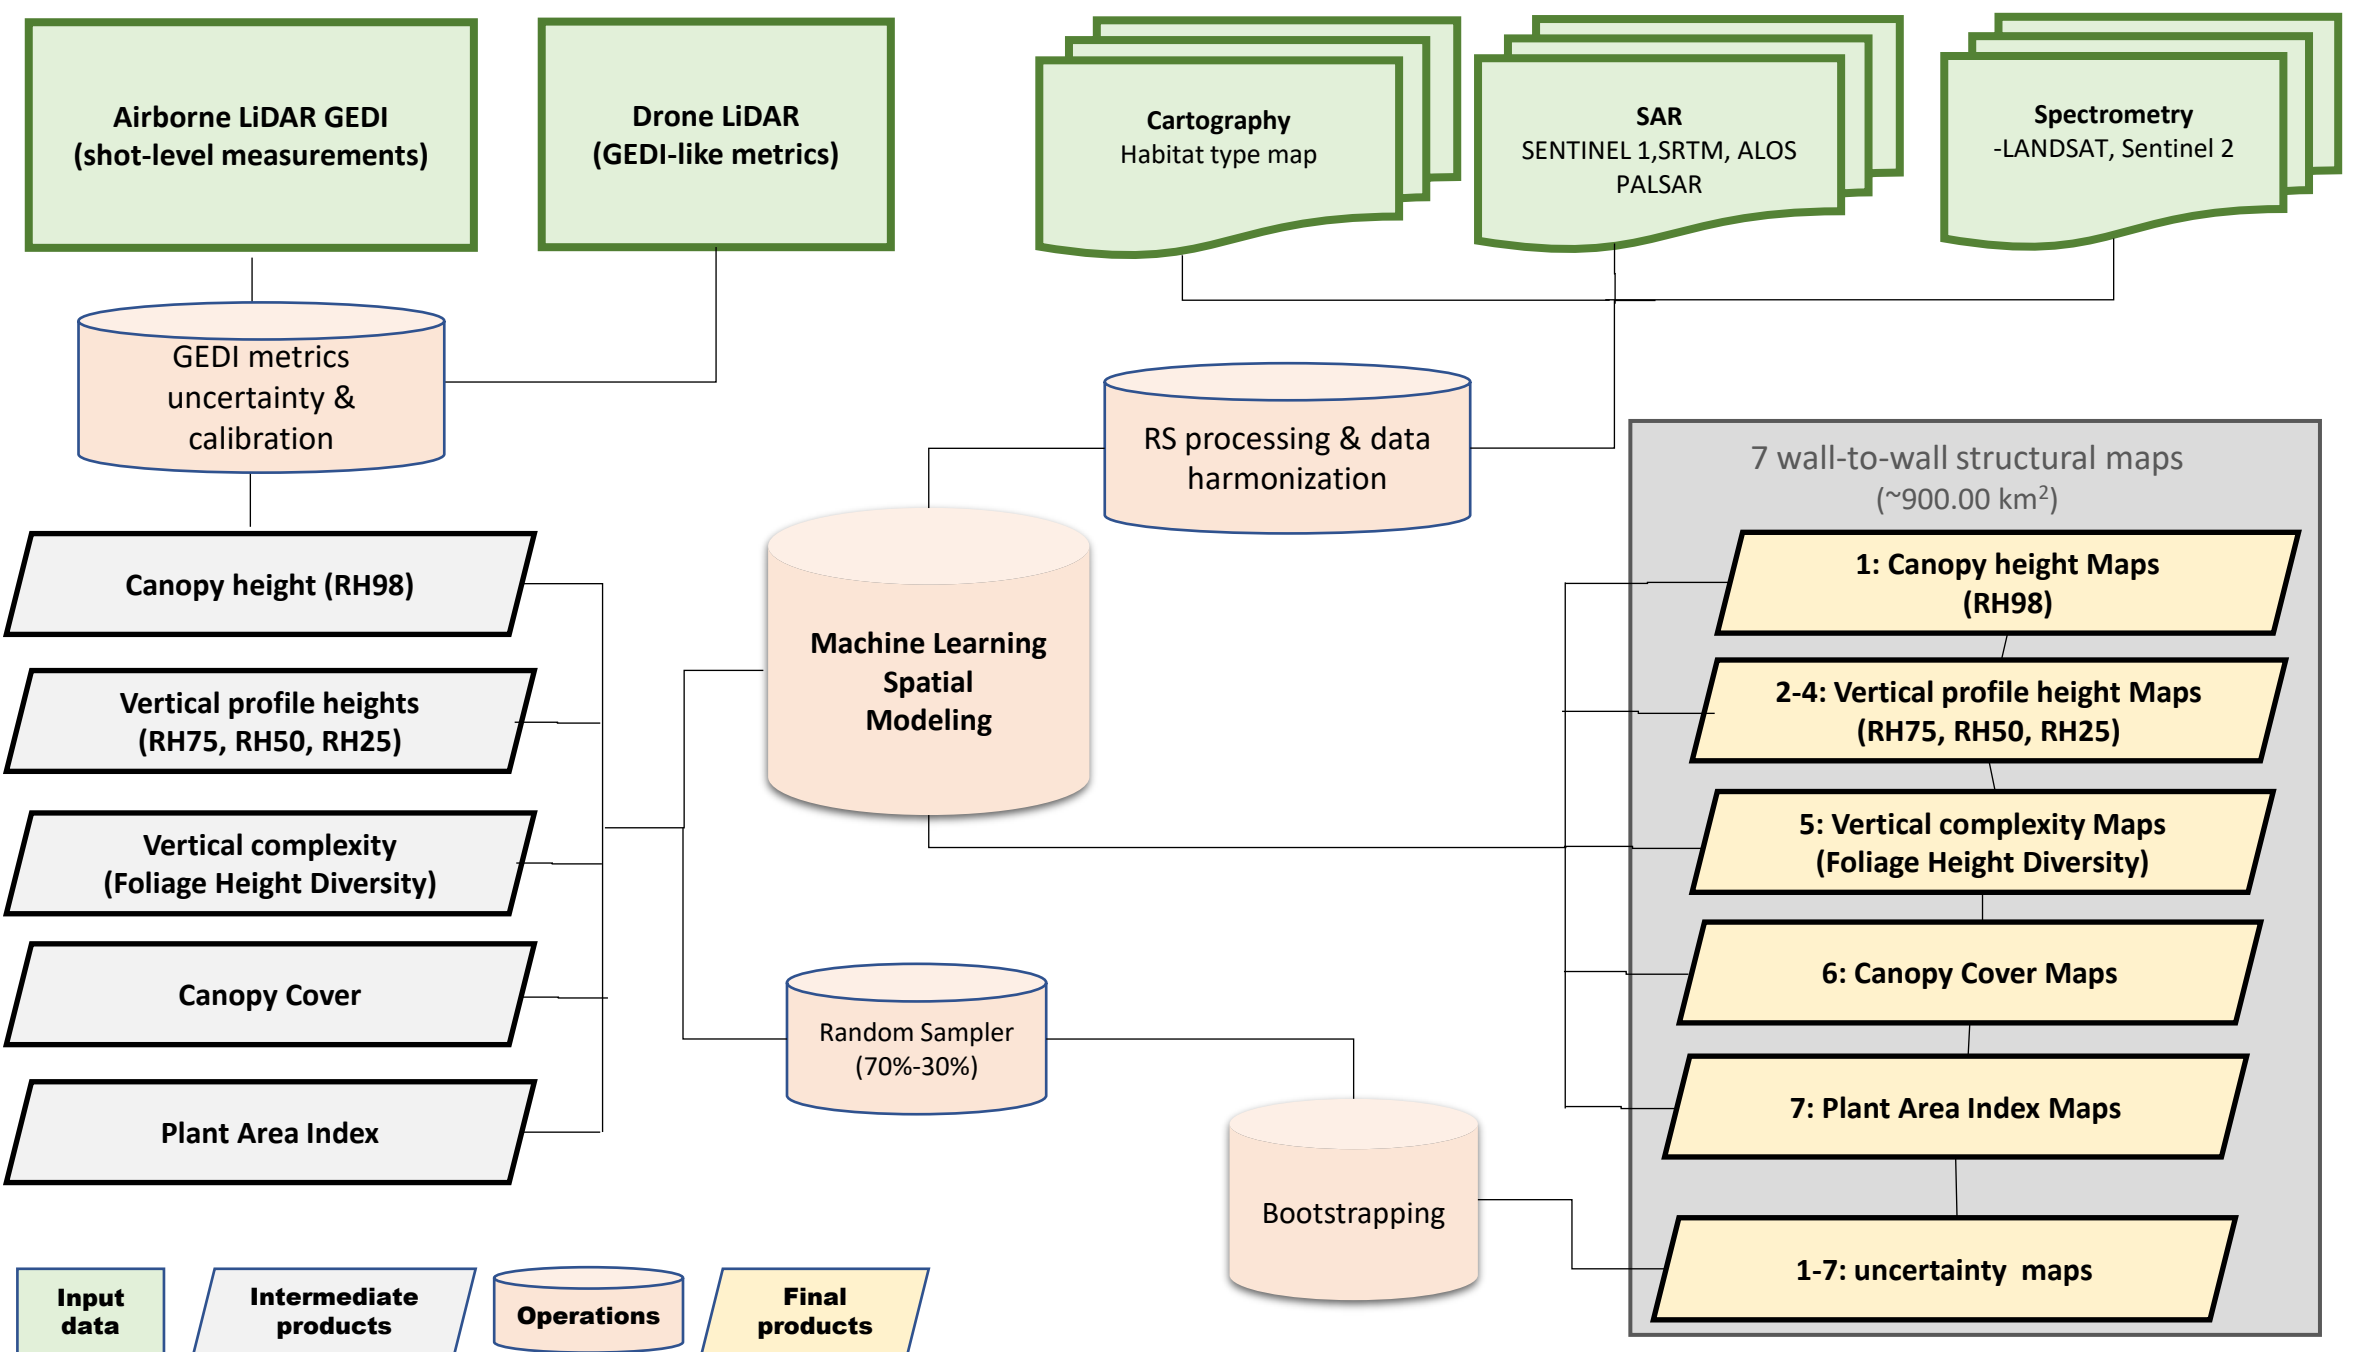 Airborne LiDAR GEDI
(shot-level measurements)
Drone LiDAR
(GEDI-like metrics)
Cartography
Habitat type map
SAR
SENTINEL 1,SRTM, ALOS
PALSAR
Spectrometry
-LANDSAT, Sentinel 2
GEDI metrics
uncertainty &
calibration
RS processing & data
harmonization
Canopy height (RH98)
Vertical profile heights
(RH75, RH50, RH25)
Vertical complexity
(Foliage Height Diversity)
Canopy Cover
Plant Area Index
Machine Learning
Spatial
Modeling
Random Sampler
(70%-30%)
Bootstrapping
7 wall-to-wall structural maps
(~900.00 km²)
1: Canopy height Maps
(RH98)
2-4: Vertical profile height Maps
(RH75, RH50, RH25)
5: Vertical complexity Maps
(Foliage Height Diversity)
6: Canopy Cover Maps
7: Plant Area Index Maps
1-7: uncertainty maps
Input
data
Intermediate
products
Operations
Final
products